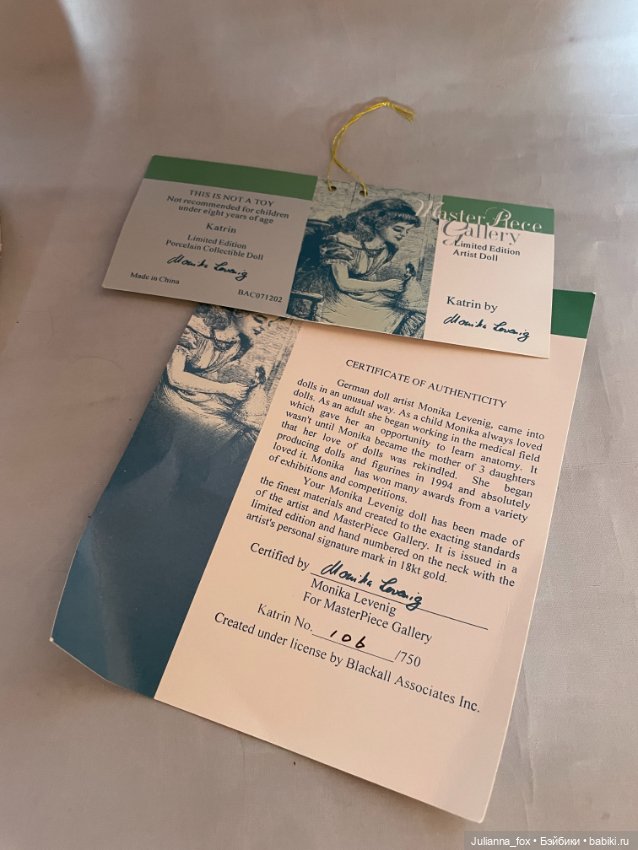 THIS IS NOT A TOY
Not recommended for children
under eight years of age
Katrin
Limited Edition
Porcelain Collectible Doll
Monika Levenig
Made in China
BAC071202
MasterPiece
Gallery
Limited Edition
Artist Doll
Katrin by
Monika Levenig
CERTIFICATE OF AUTHENTICITY
German doll artist Monika Levenig, came into
dolls in an unusual way. As a child Monika always loved
dolls. As an adult she began working in the medical field
which gave her an opportunity to learn anatomy. It
wasn't until Monika became the mother of 3 daughters
that her love of dolls was rekindled. She began
producing dolls and figurines in 1994 and absolutely
loved it. Monika has won many awards from a variety
of exhibitions and competitions.
Your Monika Levenig doll has been made of
the finest materials and created to the exacting standards
of the artist and MasterPiece Gallery. It is issued in a
limited edition and hand numbered on the neck with the
artist's personal signature mark in 18kt gold.
Certified by Monika Levenig
Monika Levenig
For MasterPiece Gallery
Katrin No. 106 /750
Created under license by Blackall Associates Inc.
Julianna_fox • Бэйбики • babiki.ru